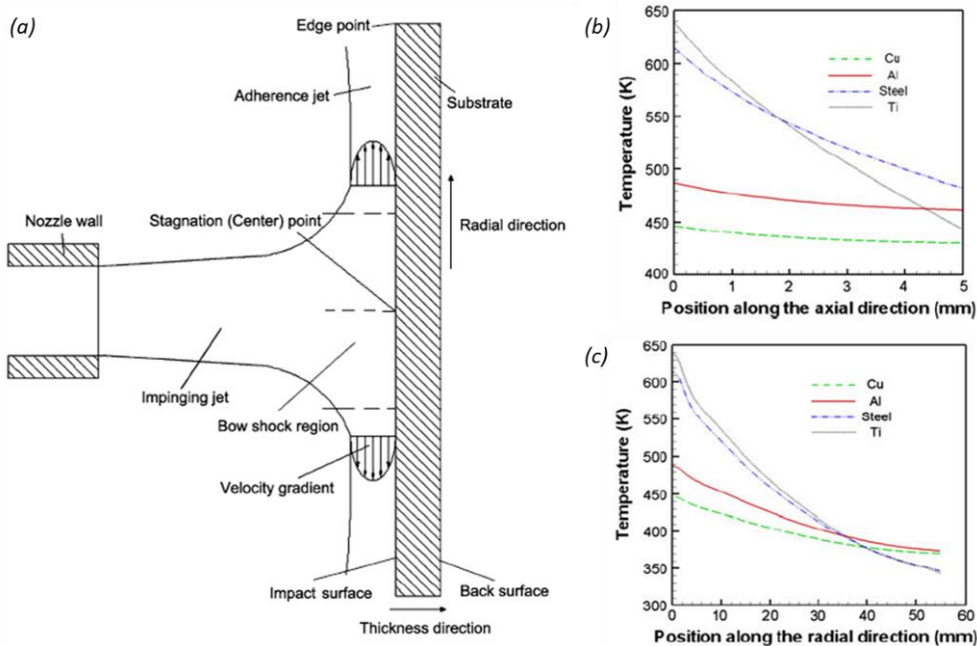 (a)
Edge point
Adherence jet
Substrate
Stagnation (Center) point
Nozzle wall
Radial direction
Impinging jet
Bow shock region
Velocity gradient
Impact surface
Back surface
Thickness direction
(b)
650
600
550
500
450
400
Temperature (K)
Cu
Al
Steel
Ti
0 1 2 3 4 5
Position along the axial direction (mm)
(c)
650
600
550
500
450
400
350
300
Temperature (K)
Cu
Al
Steel
Ti
0 10 20 30 40 50 60
Position along the radial direction (mm)